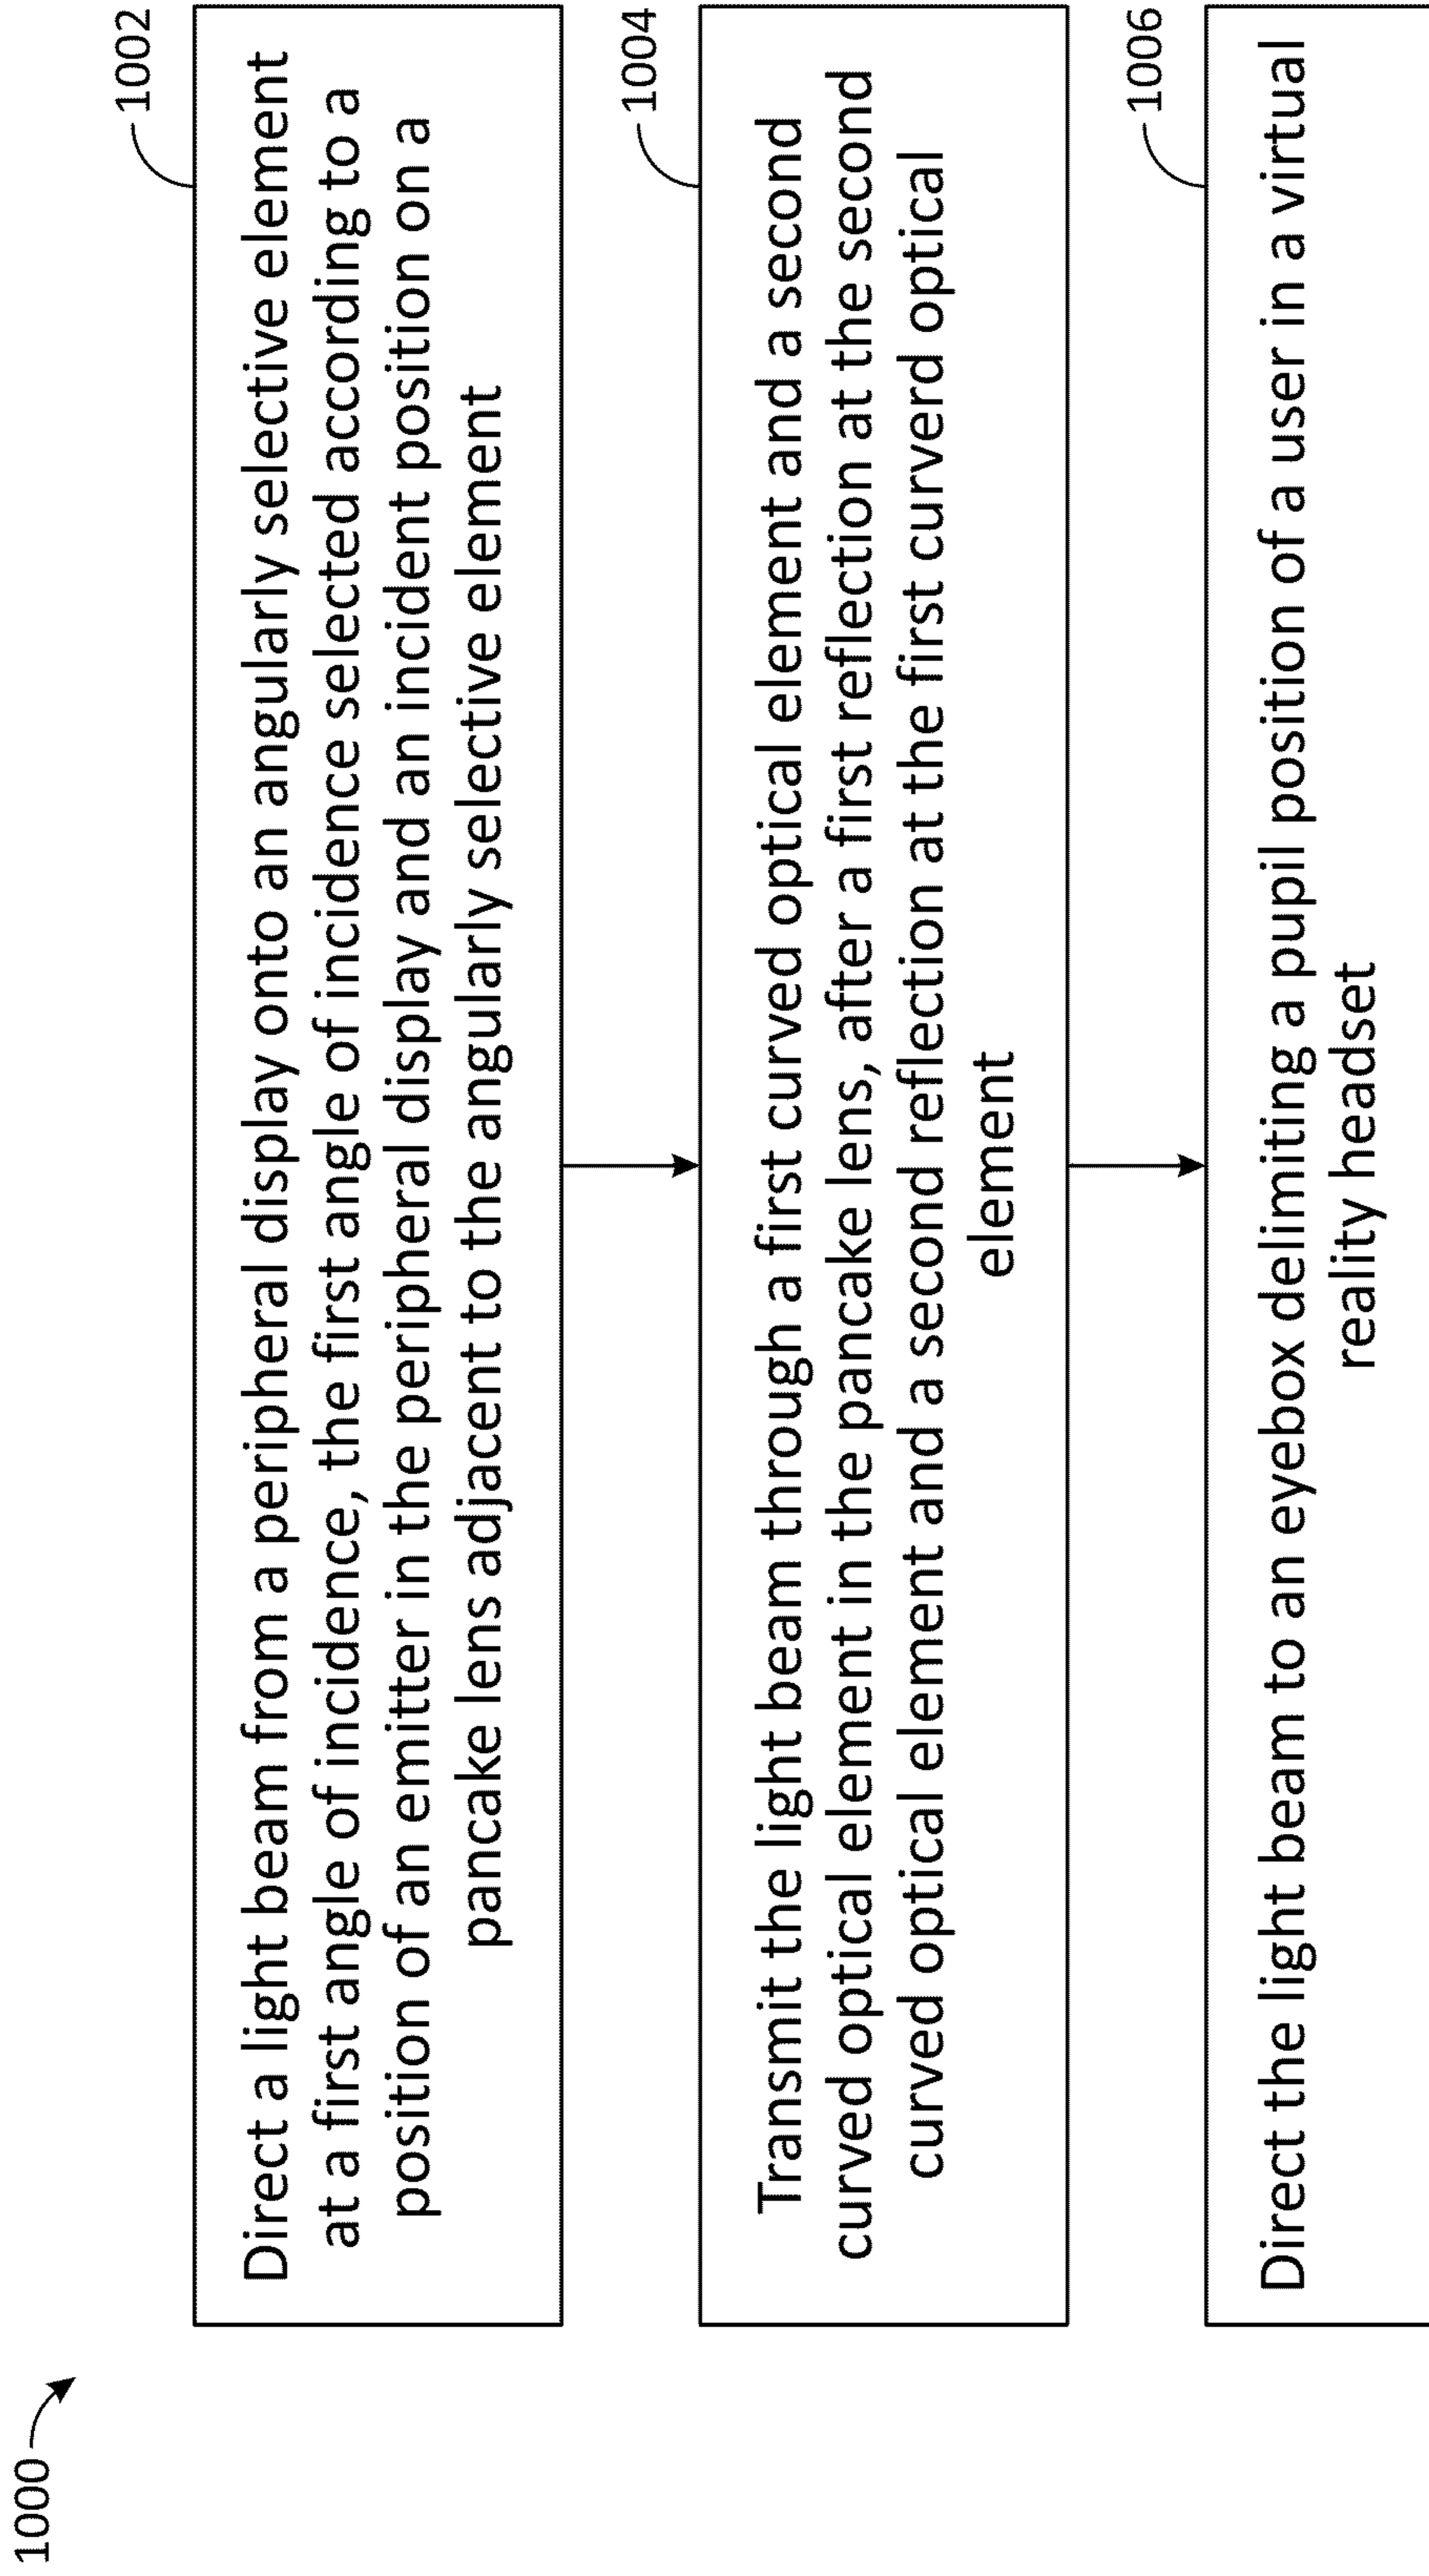 1000
1002
Direct a light beam from a peripheral display onto an angularly selective element
at a first angle of incidence, the first angle of incidence selected according to a
position of an emitter in the peripheral display and an incident position on a
pancake lens adjacent to the angularly selective element
1004
Transmit the light beam through a first curved optical element and a second
curved optical element in the pancake lens, after a first reflection at the second
curved optical element and a second reflection at the first curverd optical
element
1006
Direct the light beam to an eyebox delimiting a pupil position of a user in a virtual
reality headset